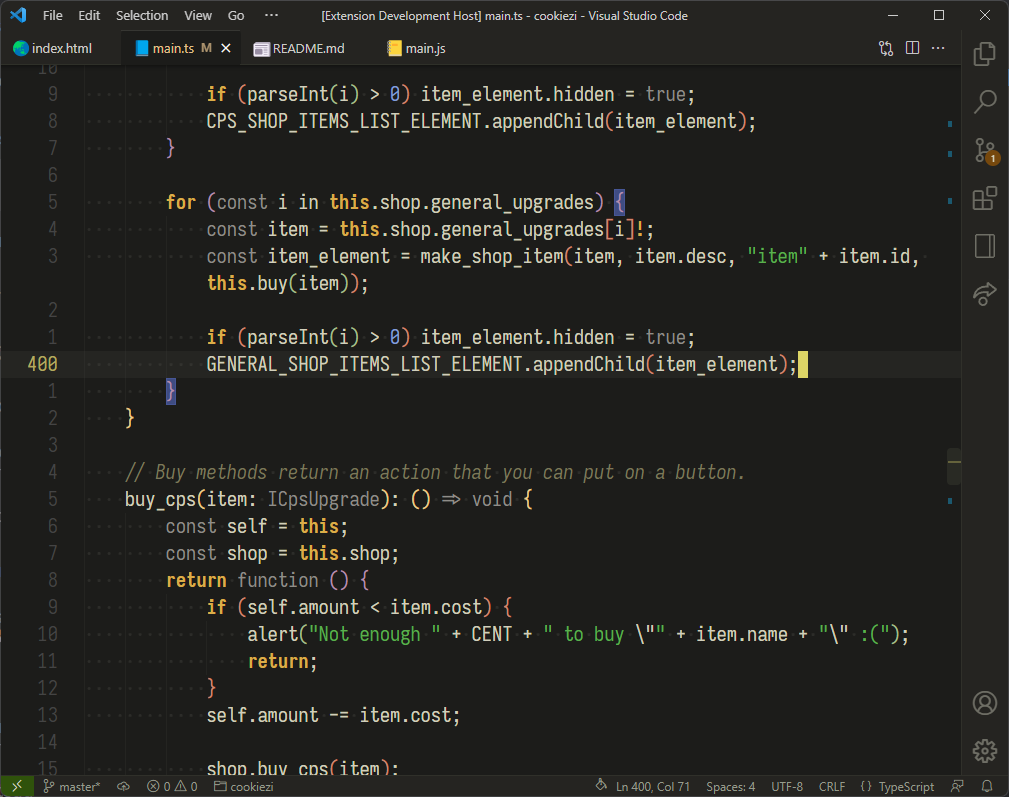 File Edit Selection View Go ··· [Extension Development Host] main.ts - cookiezi - Visual Studio Code
index.html main.ts M README.md main.js
10
9 if (parseInt(i) > 0) item_element.hidden = true;
8 CPS_SHOP_ITEMS_LIST_ELEMENT.appendChild(item_element);
7 }
6
5 for (const i in this.shop.general_upgrades) {
4 const item = this.shop.general_upgrades[i]!;
3 const item_element = make_shop_item(item, item.desc, "item" + item.id,
this.buy(item));
2
1 if (parseInt(i) > 0) item_element.hidden = true;
400 GENERAL_SHOP_ITEMS_LIST_ELEMENT.appendChild(item_element);
1 }
2 }
3
4 // Buy methods return an action that you can put on a button.
5 buy_cps(item: ICpsUpgrade): () => void {
6 const self = this;
7 const shop = this.shop;
8 return function () {
9 if (self.amount < item.cost) {
10 alert("Not enough " + CENT + " to buy \"" + item.name + "\" :(");
11 return;
12 }
13 self.amount -= item.cost;
14
15 shop.buy_cps(item);
1
master* 0 0 cookiezi Ln 400, Col 71 Spaces: 4 UTF-8 CRLF {} TypeScript